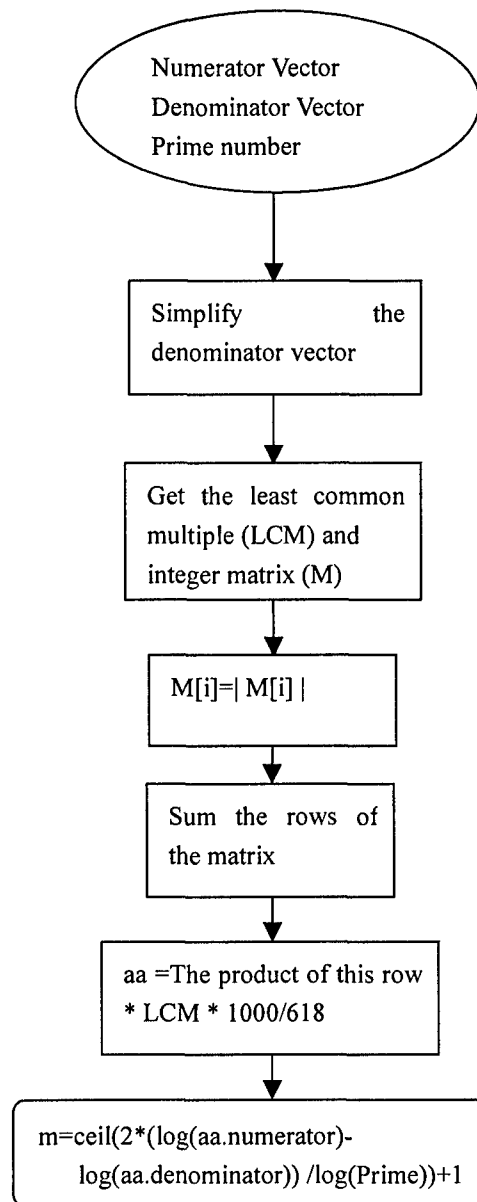 Numerator Vector
Denominator Vector
Prime number
Simplify the
denominator vector
Get the least common
multiple (LCM) and
integer matrix (M)
M[i]=| M[i] |
Sum the rows of
the matrix
aa =The product of this row
* LCM * 1000/618
m=ceil(2*(log(aa.numerator)-
log(aa.denominator)) /log(Prime))+1